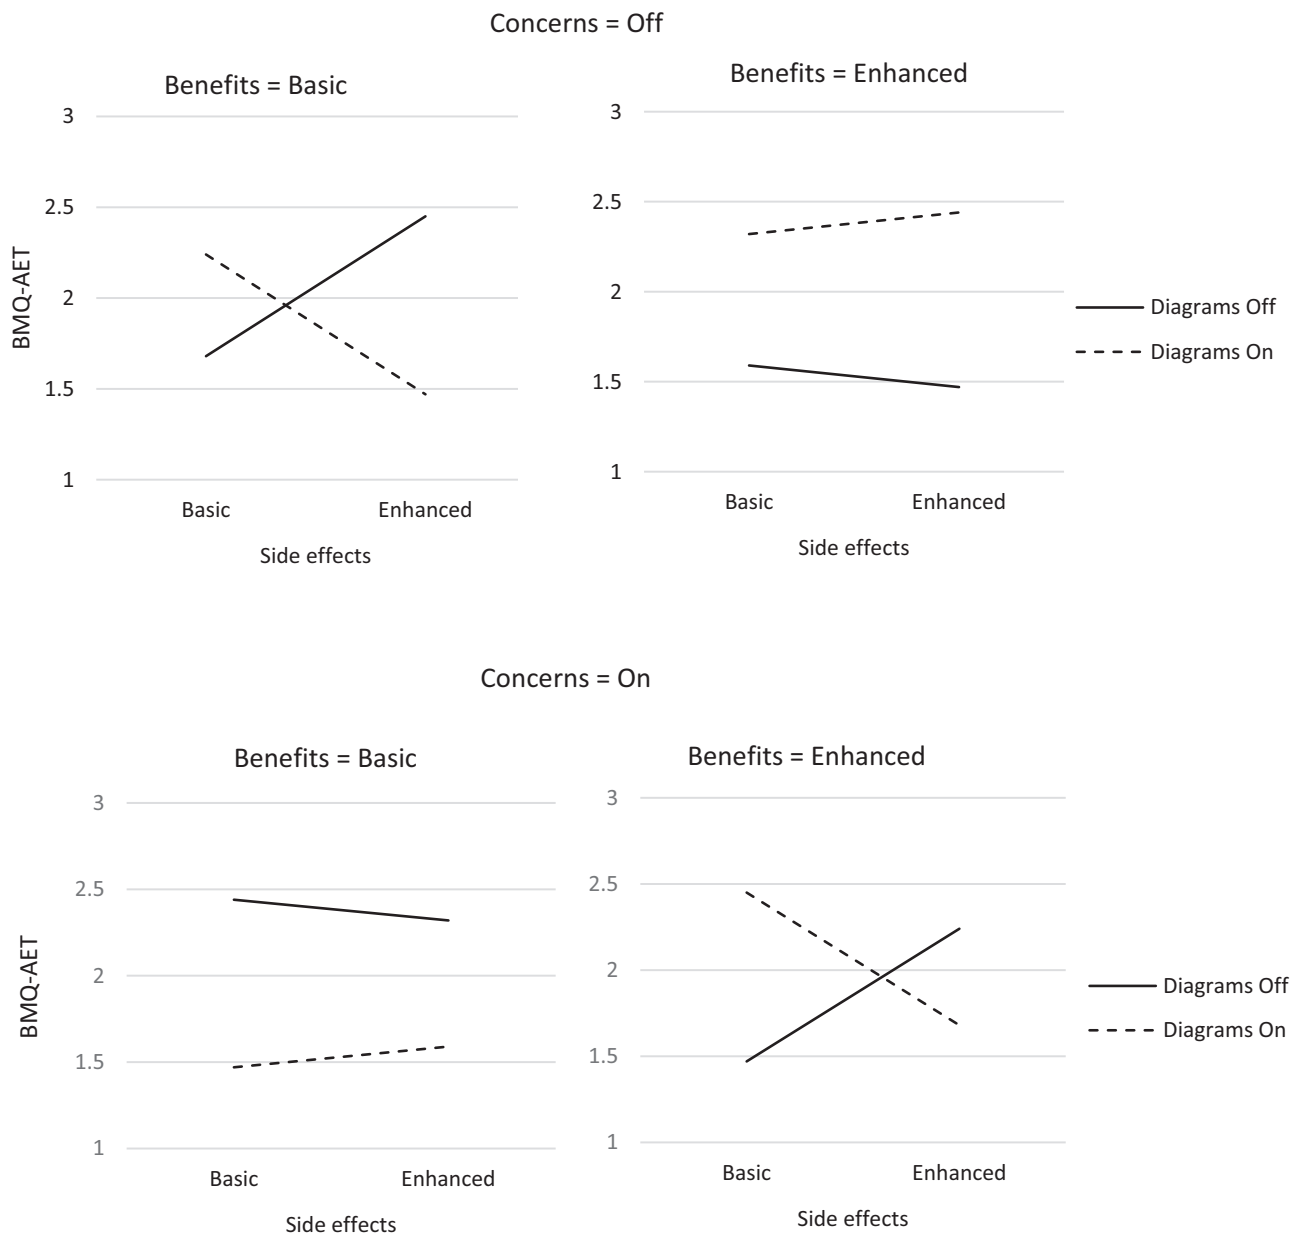 Concerns = Off
Benefits = Basic
3
2.5
2
1.5
1
BMQ-AET
Basic Enhanced
Side effects
Benefits = Enhanced
3
2.5
2
1.5
1
Basic Enhanced
Side effects
Diagrams Off
Diagrams On
Concerns = On
Benefits = Basic
3
2.5
2
1.5
1
BMQ-AET
Basic Enhanced
Side effects
Benefits = Enhanced
3
2.5
2
1.5
1
Basic Enhanced
Side effects
Diagrams Off
Diagrams On